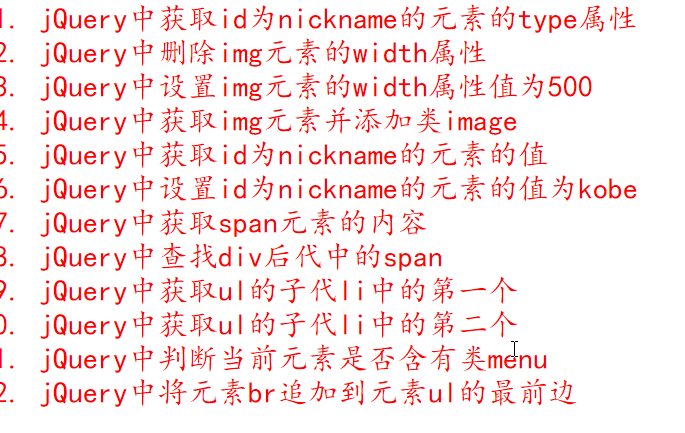 1. jQuery中获取id为nickname的元素的type属性
2. jQuery中删除img元素的width属性
3. jQuery中设置img元素的width属性值为500
4. jQuery中获取img元素并添加类image
5. jQuery中获取id为nickname的元素的值
6. jQuery中设置id为nickname的元素的值为kobe
7. jQuery中获取span元素的内容
8. jQuery中查找div后代中的span
9. jQuery中获取ul的子代li中的第一个
0. jQuery中获取ul的子代li中的第二个
1. jQuery中判断当前元素是否含有类menu
2. jQuery中将元素br追加到元素ul的最前边